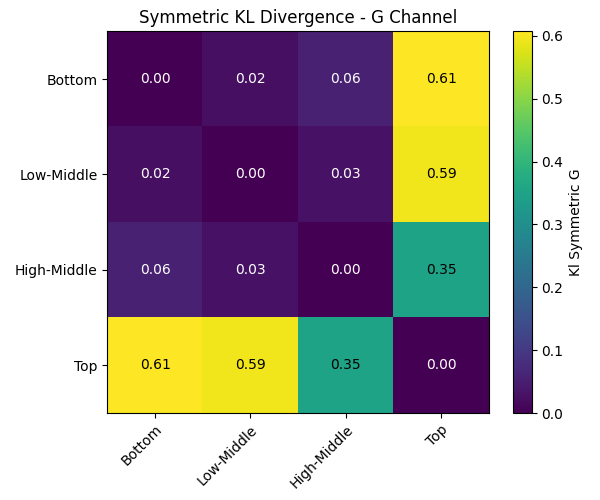 Symmetric KL Divergence - G Channel
Bottom 0.00 0.02 0.06 0.61
Low-Middle 0.02 0.00 0.03 0.59
High-Middle 0.06 0.03 0.00 0.35
Top 0.61 0.59 0.35 0.00
Bottom Low-Middle High-Middle Top
0.6
0.5
0.4
0.3
0.2
0.1
0.0
Kl Symmetric G